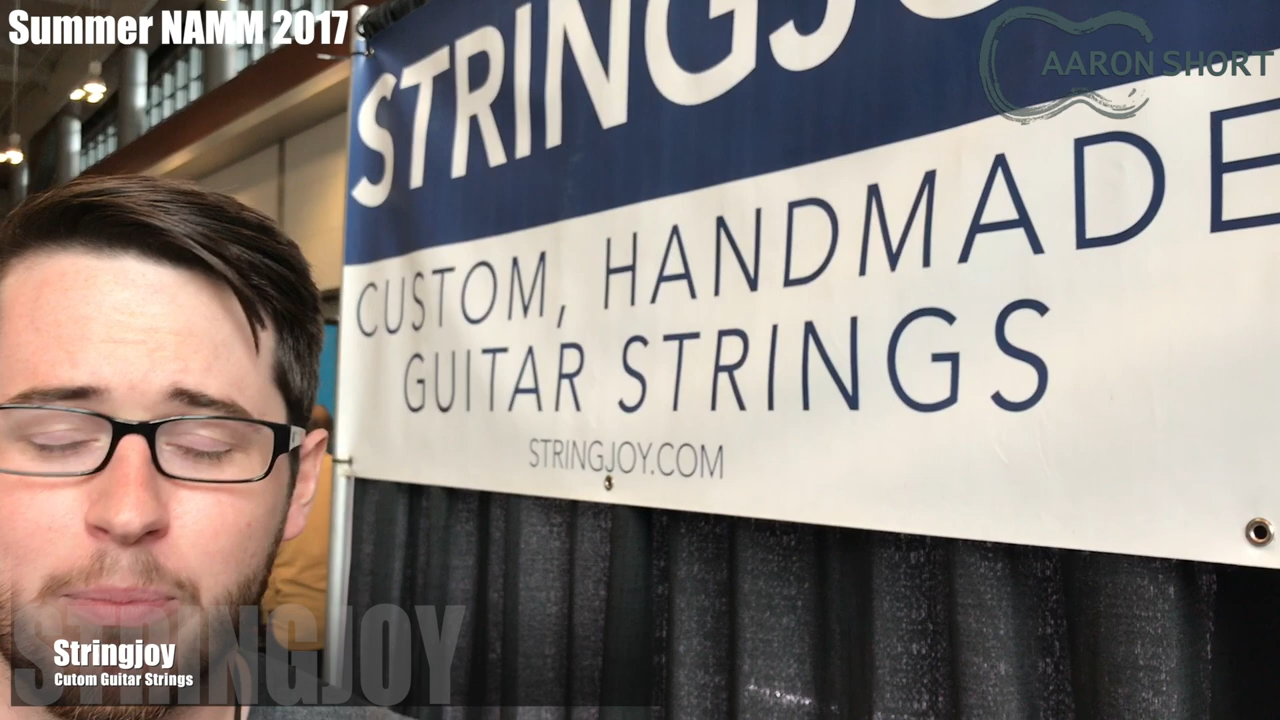 Summer NAMM 2017
AARON SHORT
STRINGJO
CUSTOM, HANDMADE
GUITAR STRINGS
STRINGJOY.COM
STRINGJOY
Stringjoy
Cutom Guitar Strings